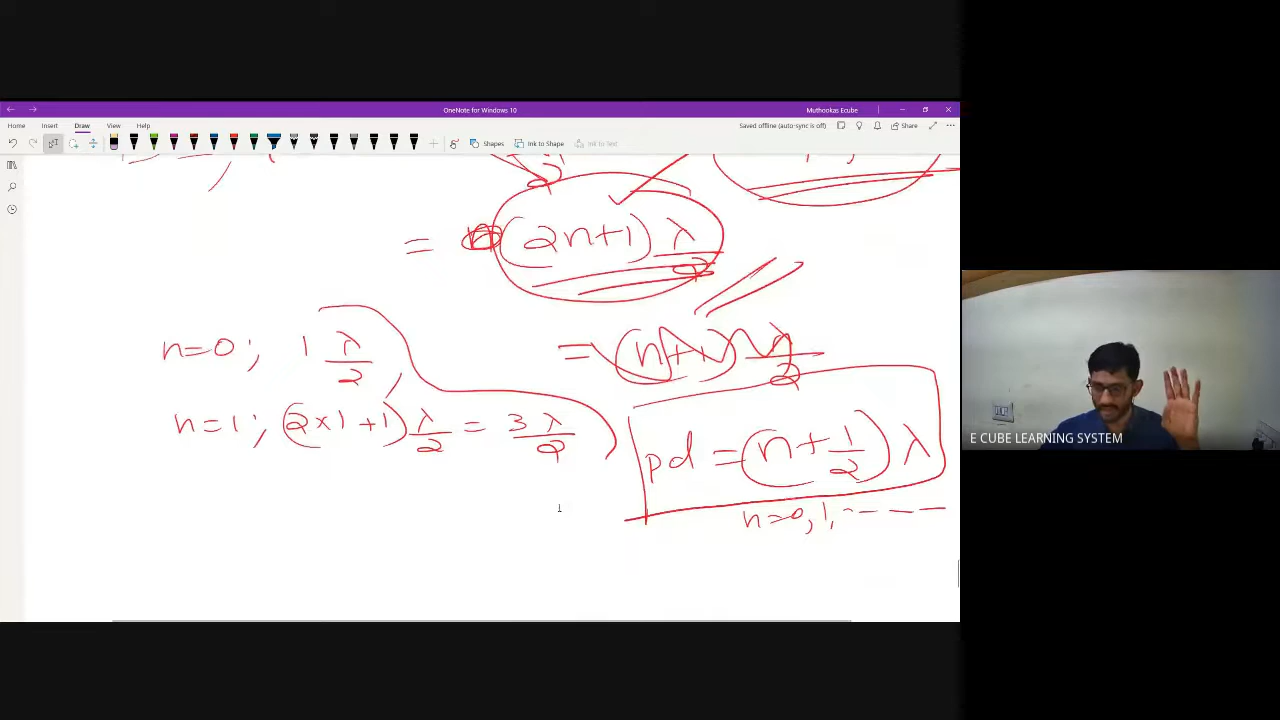 OneNote for Windows 10
Muthookas Ecube
Home Insert Draw View Help
Saved offline (auto-sync is off)
Share
Shapes Ink to Shape Ink to Text
= (2n+1) λ/2
n=0; 1 λ/2,
= (n+1) λ/2
n=1; (2×1+1) λ/2 = 3λ/2
pd = (n+1/2) λ
n=0,1,-----
E CUBE LEARNING SYSTEM